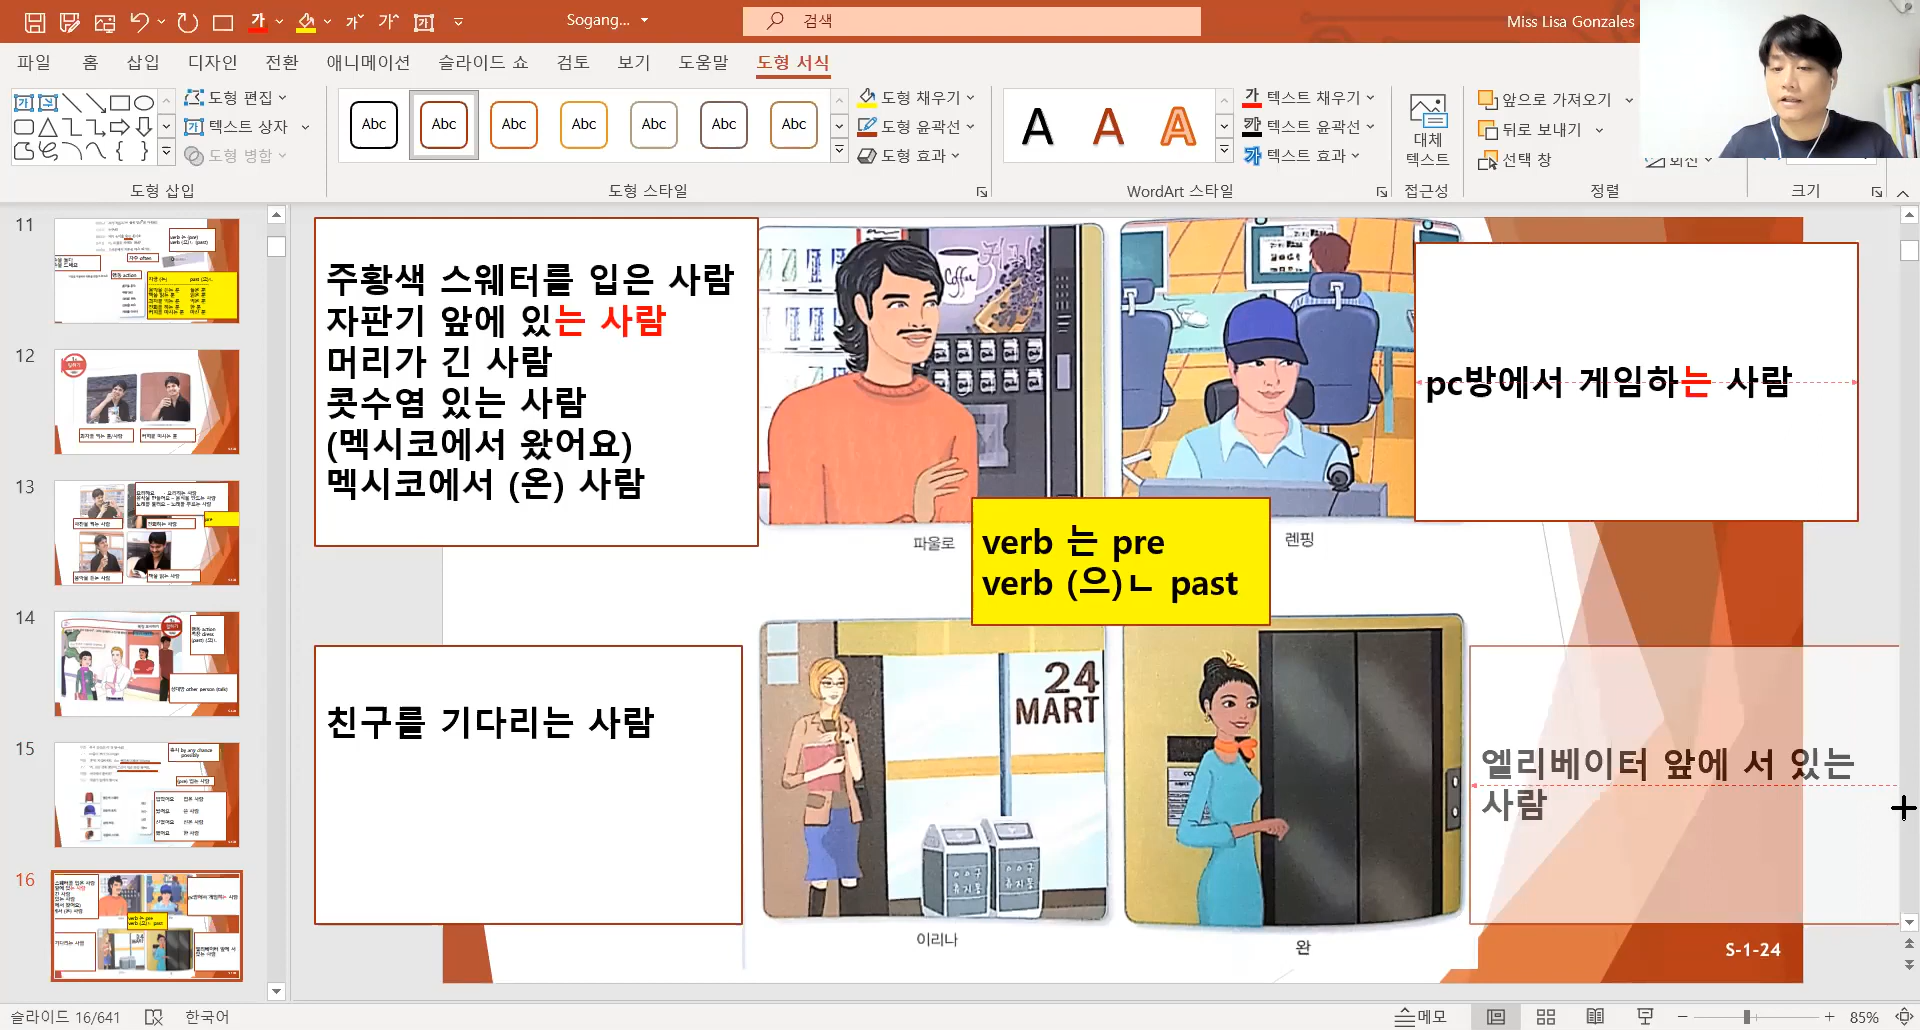 Sogang...
검색
Miss Lisa Gonzales
파일
홈
삽입
디자인
전환
애니메이션
슬라이드 쇼
검토
보기
도움말
도형 서식
도형 편집
텍스트 상자
도형 병합
도형 삽입
Abc Abc Abc Abc Abc Abc Abc
도형 스타일
도형 채우기
도형 윤곽선
도형 효과
A A A
WordArt 스타일
텍스트 채우기
텍스트 윤곽선
텍스트 효과
대체
텍스트
접근성
앞으로 가져오기
뒤로 보내기
선택 창
회전
정렬
크기
11
12
13
14
15
16
주황색 스웨터를 입은 사람
자판기 앞에 있는 사람
머리가 긴 사람
콧수염 있는 사람
(멕시코에서 왔어요)
멕시코에서 (온) 사람
커피
Coffee
파울로
렌핑
pc방에서 게임하는 사람
verb 는 pre
verb (으)ㄴ past
친구를 기다리는 사람
24
MART
이리나
완
엘리베이터 앞에 서 있는
사람
S-1-24
슬라이드 16/641
한국어
메모
85%